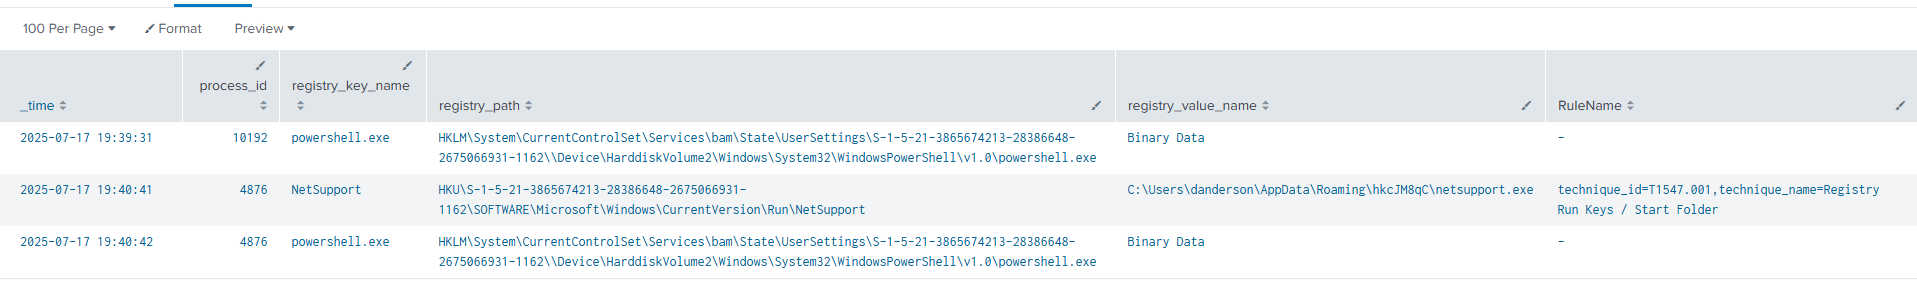 100 Per Page Format Preview
_time process_id registry_key_name registry_path registry_value_name RuleName
2025-07-17 19:39:31 10192 powershell.exe HKLM\System\CurrentControlSet\Services\bam\State\UserSettings\S-1-5-21-3865674213-28386648- Binary Data -
2675066931-1162\\Device\HarddiskVolume2\Windows\System32\WindowsPowerShell\v1.0\powershell.exe
2025-07-17 19:40:41 4876 NetSupport HKU\S-1-5-21-3865674213-28386648-2675066931- C:\Users\danderson\AppData\Roaming\hkcJM8qC\netsupport.exe technique_id=T1547.001,technique_name=Registry
1162\SOFTWARE\Microsoft\Windows\CurrentVersion\Run\NetSupport Run Keys / Start Folder
2025-07-17 19:40:42 4876 powershell.exe HKLM\System\CurrentControlSet\Services\bam\State\UserSettings\S-1-5-21-3865674213-28386648- Binary Data -
2675066931-1162\\Device\HarddiskVolume2\Windows\System32\WindowsPowerShell\v1.0\powershell.exe